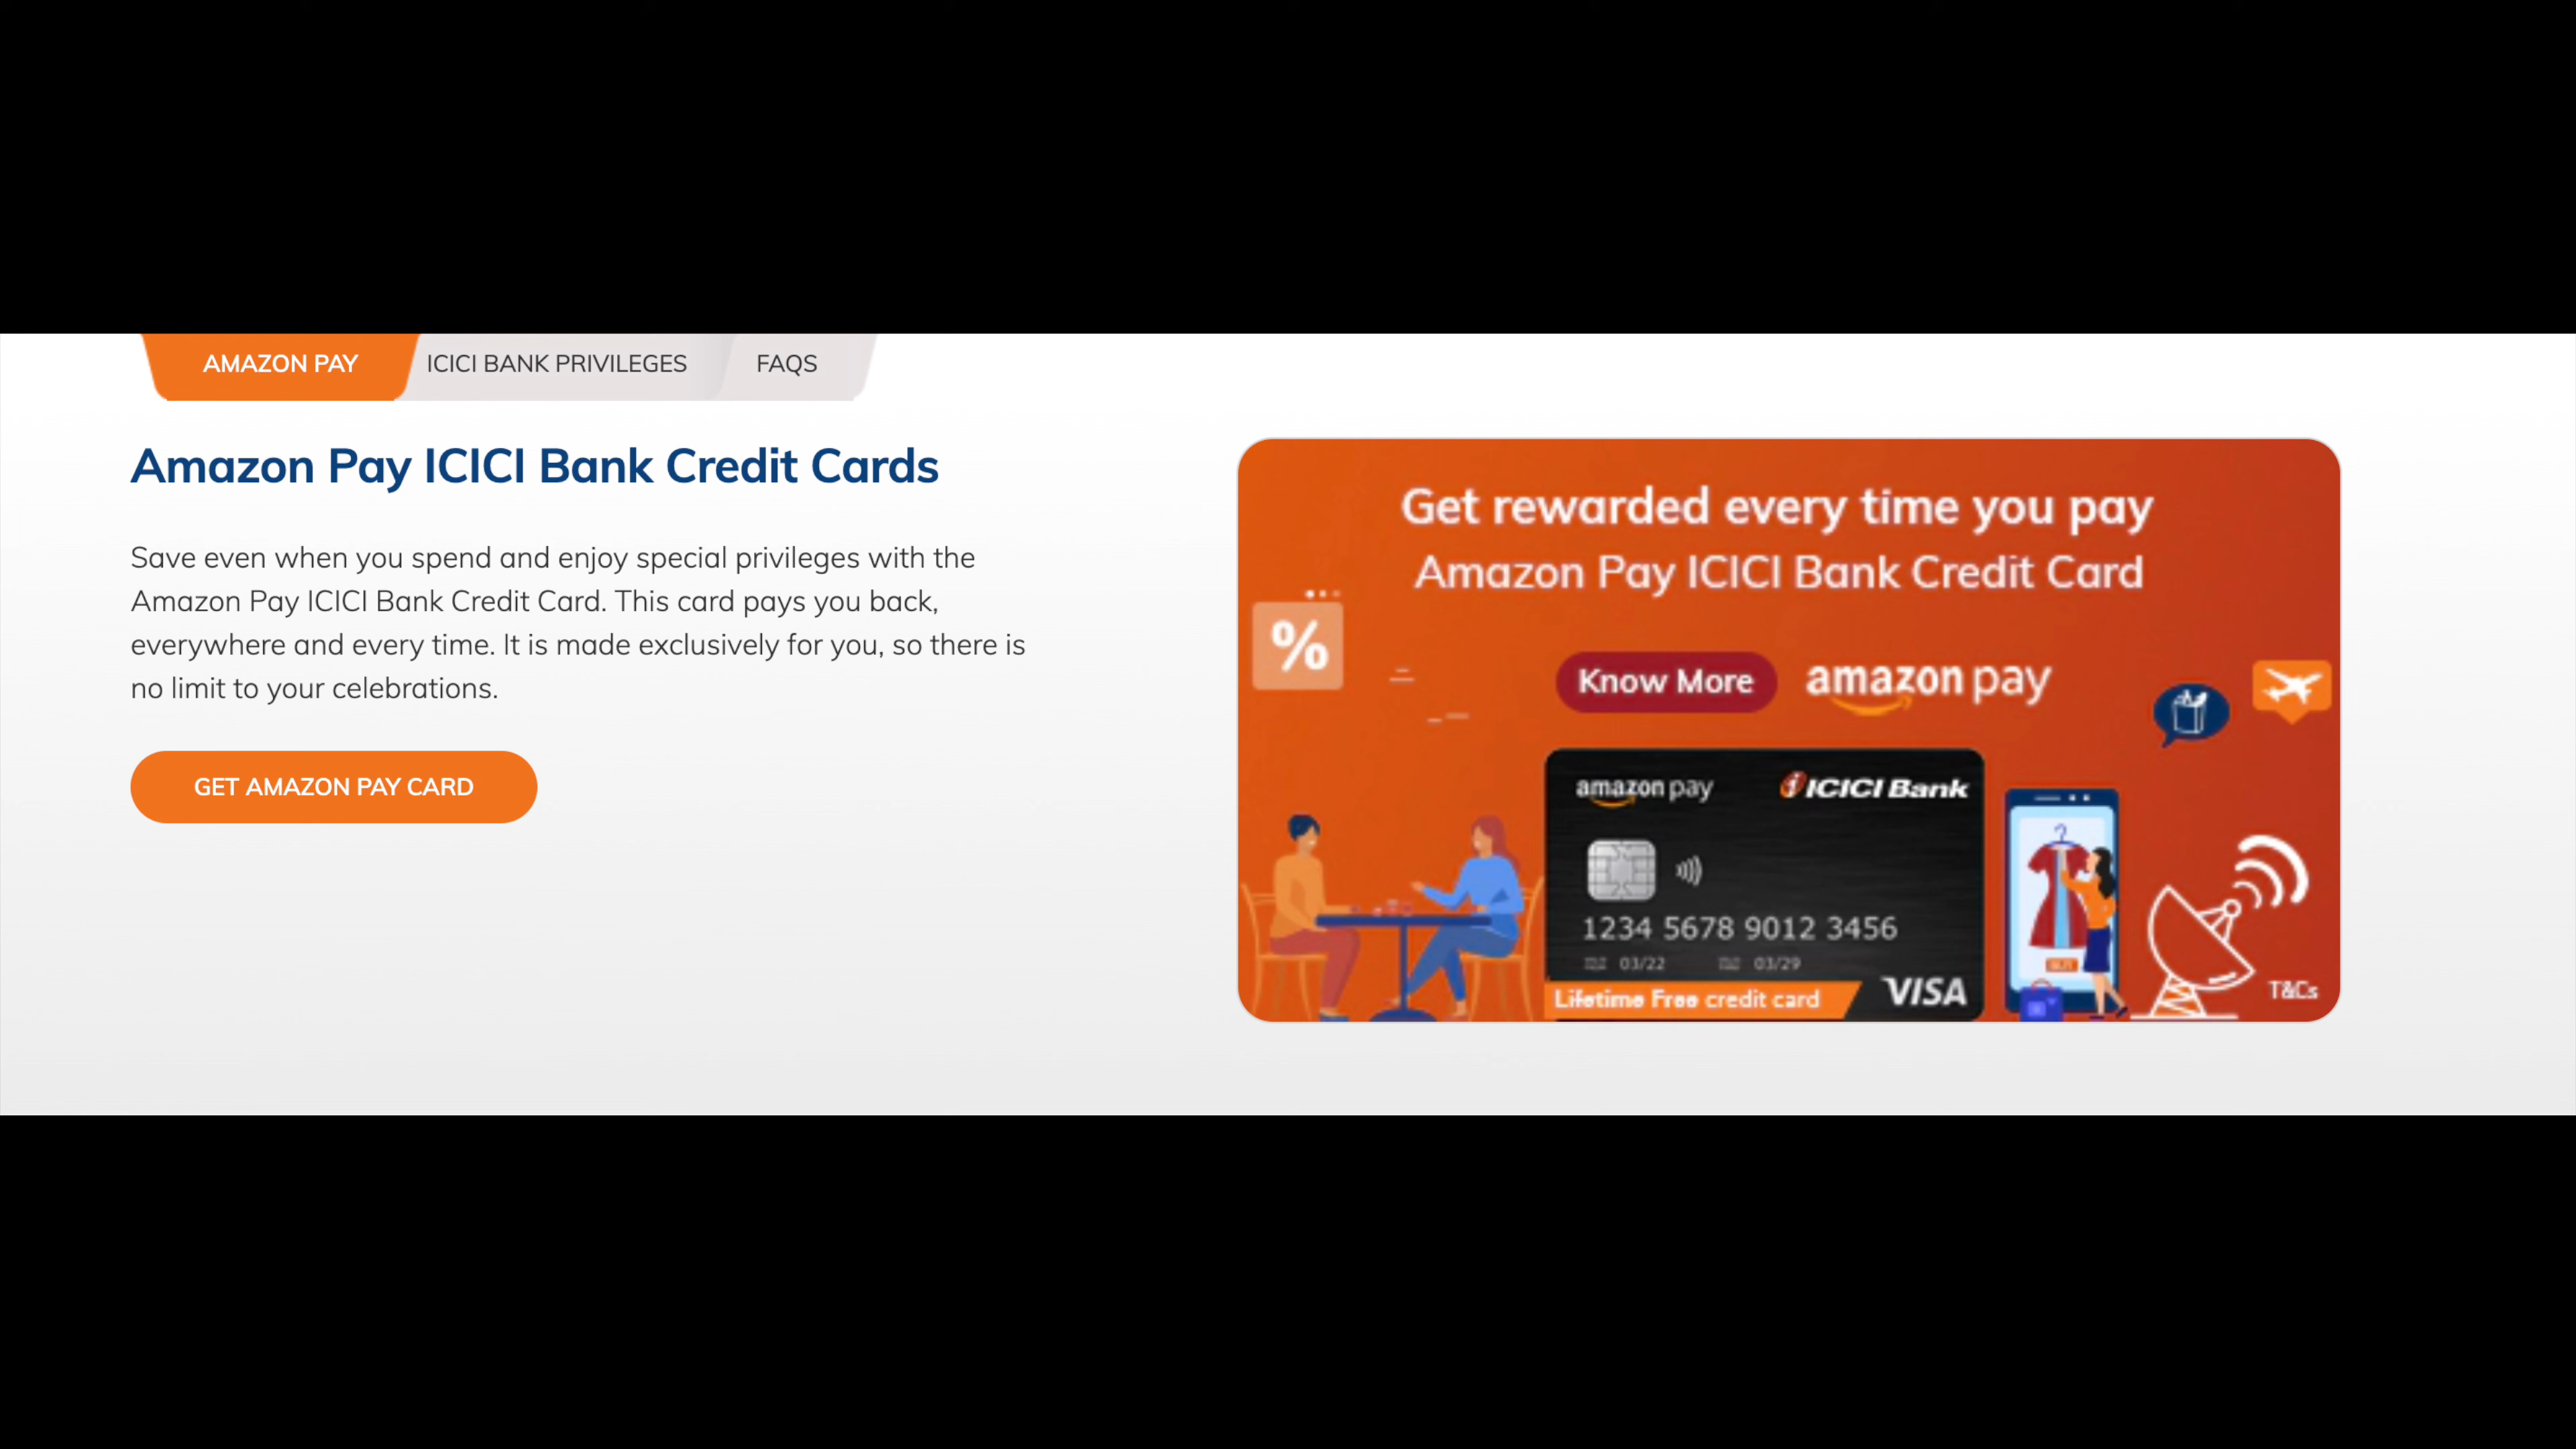 AMAZON PAY
ICICI BANK PRIVILEGES
FAQS
Amazon Pay ICICI Bank Credit Cards
Save even when you spend and enjoy special privileges with the
Amazon Pay ICICI Bank Credit Card. This card pays you back,
everywhere and every time. It is made exclusively for you, so there is
no limit to your celebrations.
GET AMAZON PAY CARD
Get rewarded every time you pay
Amazon Pay ICICI Bank Credit Card
%
Know More
amazon pay
amazon pay
ICICI Bank
1234 5678 9012 3456
03/22 03/29
Lifetime Free credit card
VISA
BUY
T&Cs